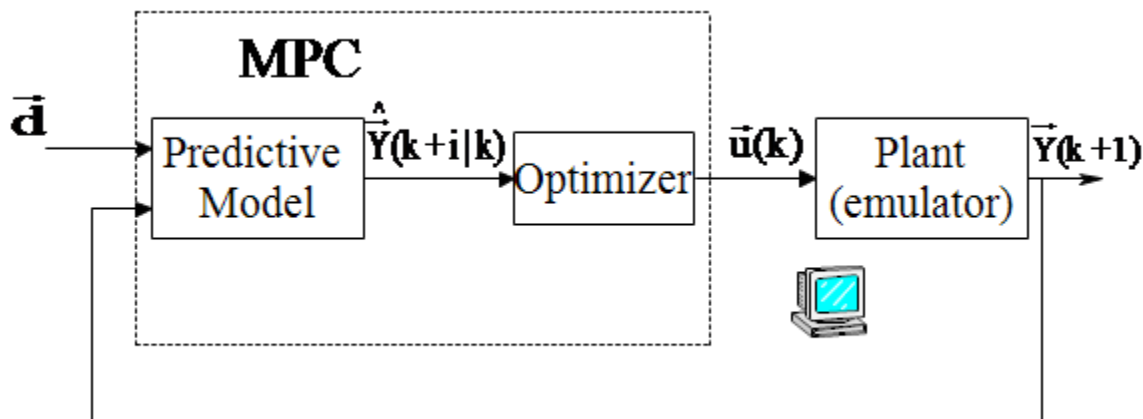 MPC
d⃗
Predictive
Model
Ŷ⃗(k+i|k)
Optimizer
u⃗(k)
Plant
(emulator)
Y⃗(k+1)